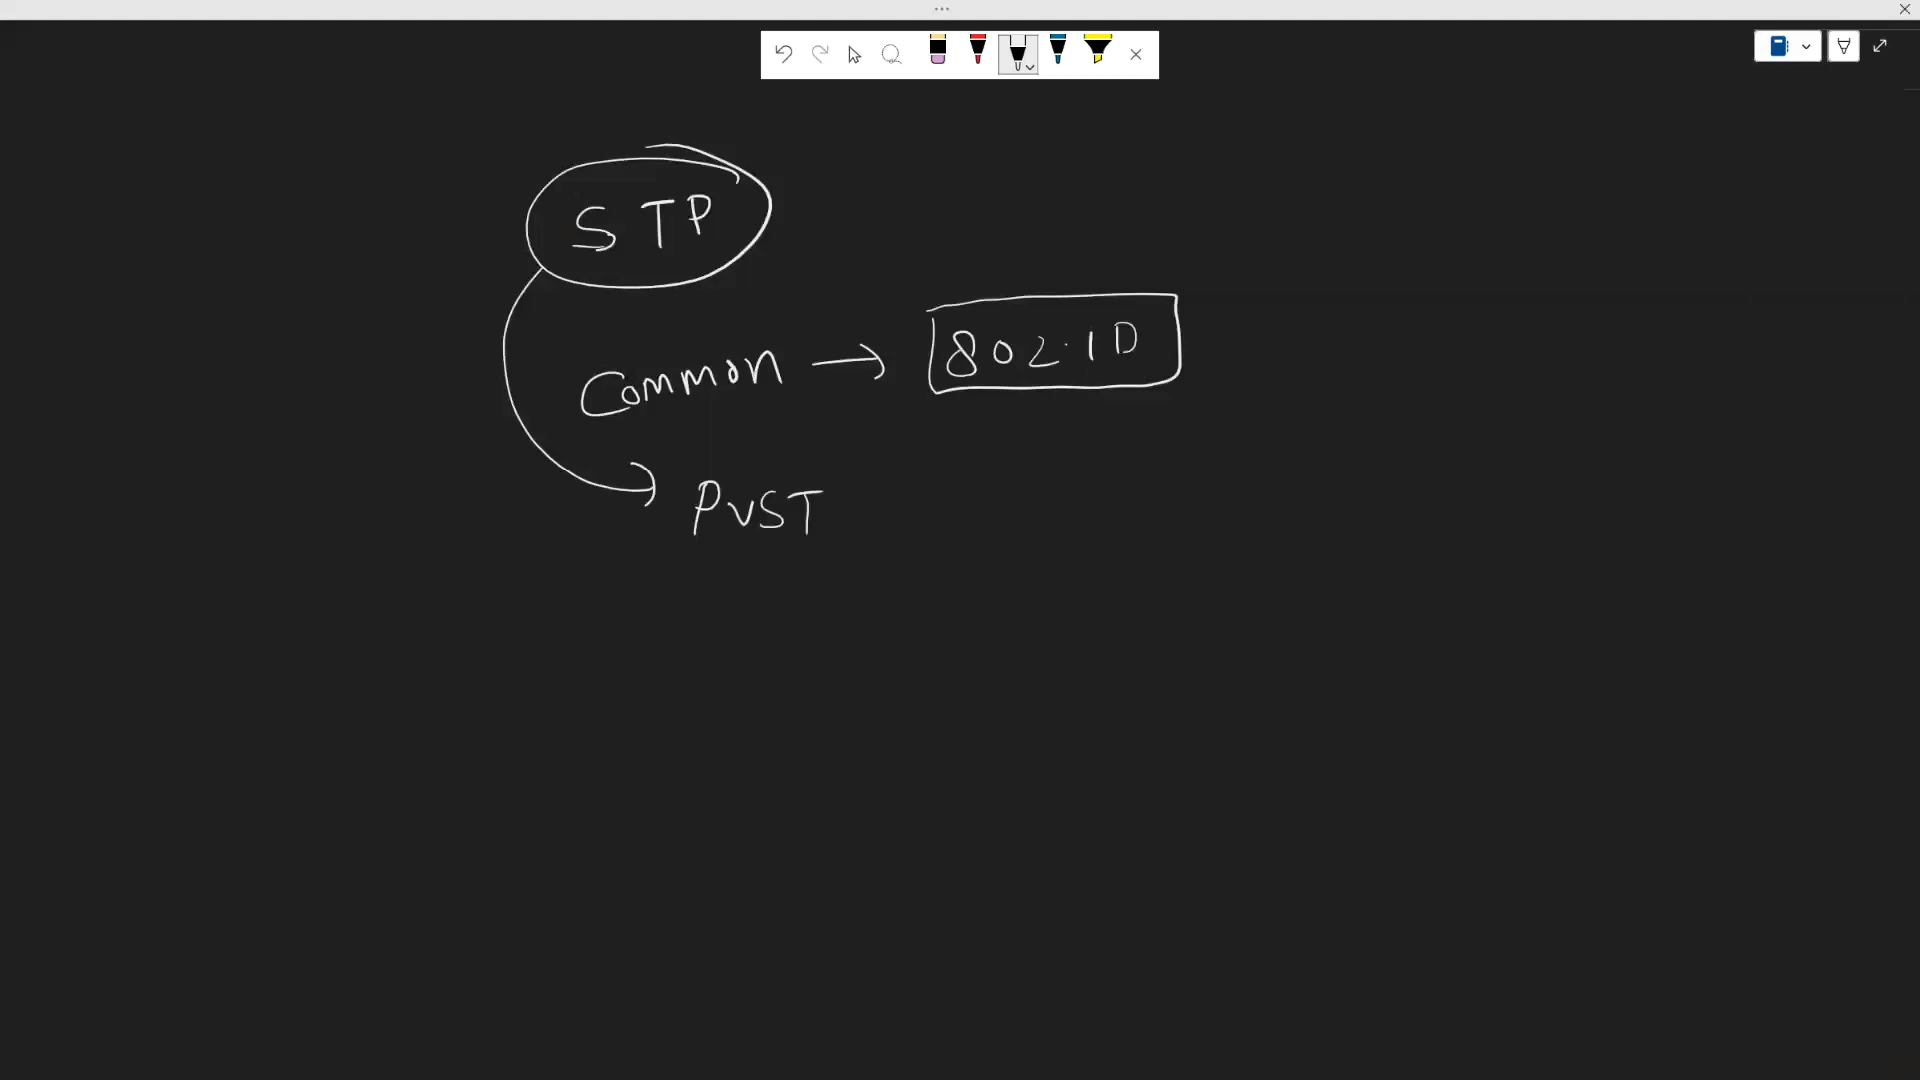 STP
Common → 802.1D
PVST